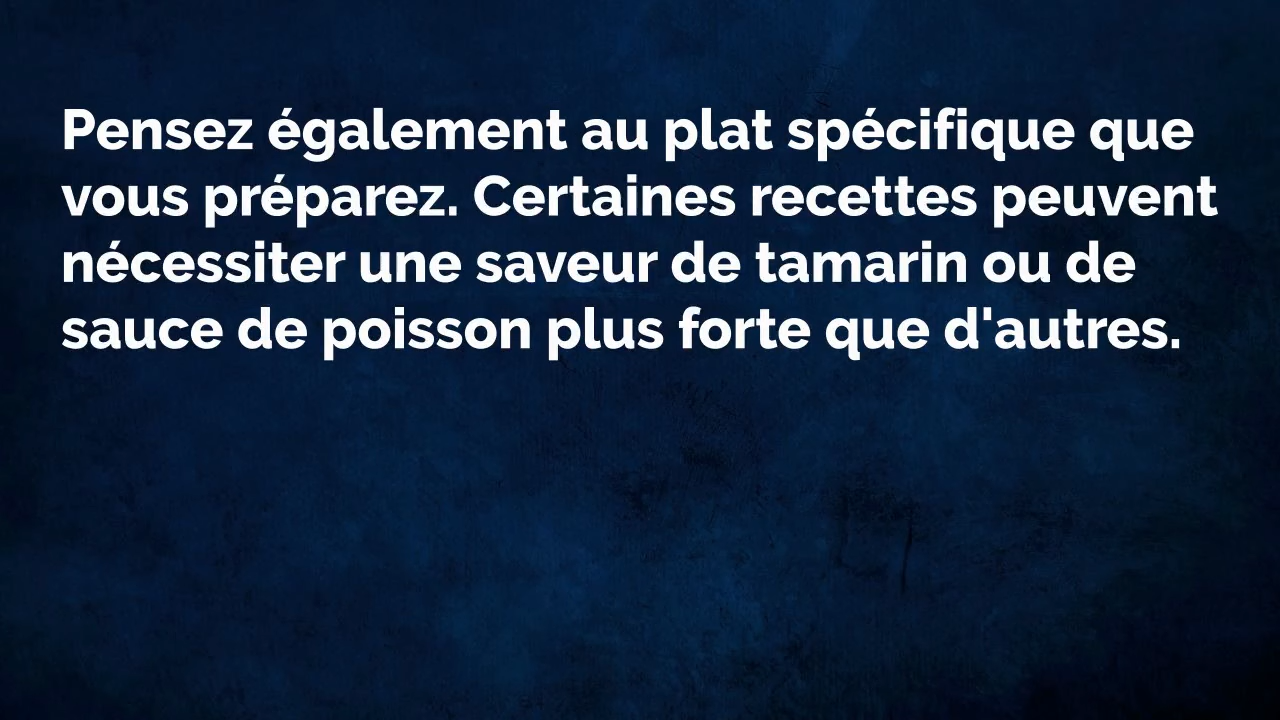 Pensez également au plat spécifique que
vous préparez. Certaines recettes peuvent
nécessiter une saveur de tamarin ou de
sauce de poisson plus forte que d'autres.